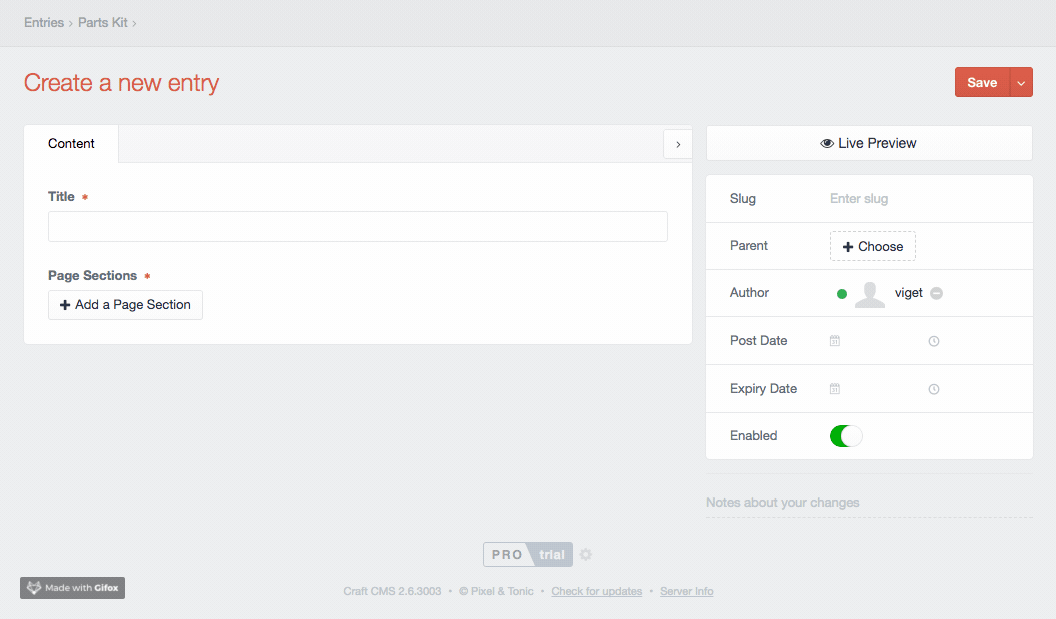 Entries › Parts Kit ›
Create a new entry
Save
Content
Live Preview
Title *
Page Sections *
+ Add a Page Section
Slug Enter slug
Parent + Choose
Author viget
Post Date
Expiry Date
Enabled
Notes about your changes
PRO trial
Made with Gifox
Craft CMS 2.6.3003 • © Pixel & Tonic • Check for updates • Server Info